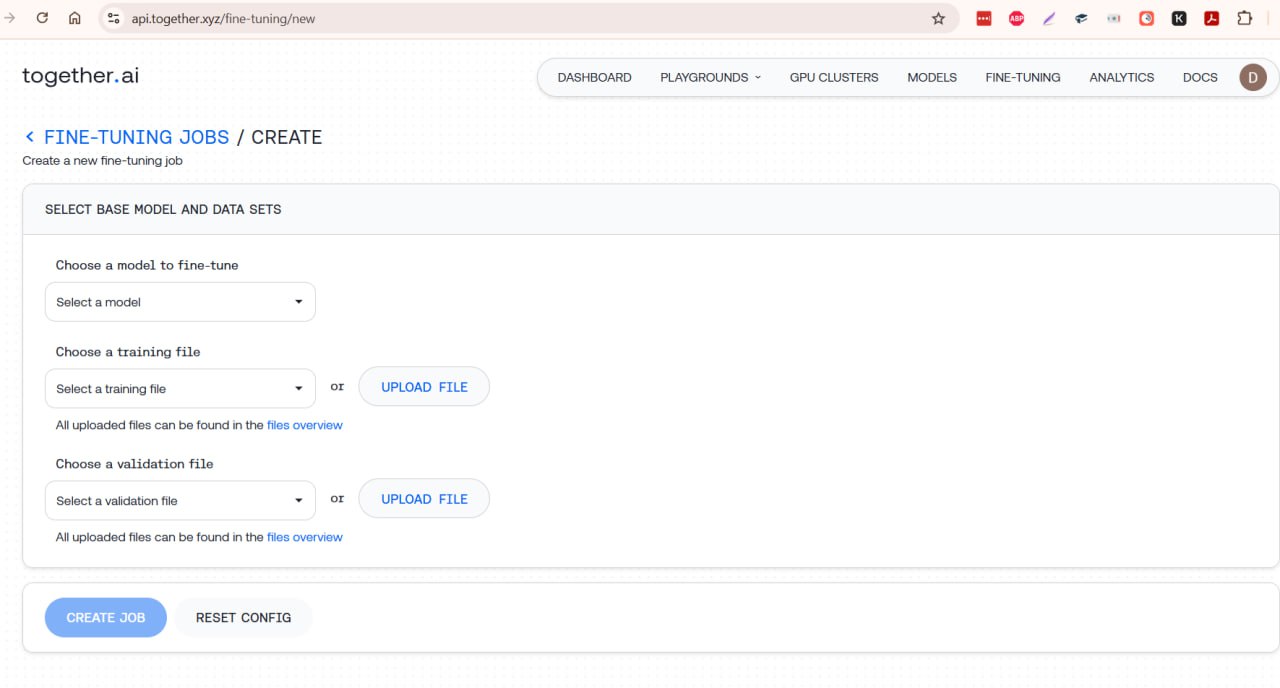 api.together.xyz/fine-tuning/new
ABP
K
together.ai
DASHBOARD PLAYGROUNDS GPU CLUSTERS MODELS FINE-TUNING ANALYTICS DOCS D
< FINE-TUNING JOBS / CREATE
Create a new fine-tuning job
SELECT BASE MODEL AND DATA SETS
Choose a model to fine-tune
Select a model
Choose a training file
Select a training file or UPLOAD FILE
All uploaded files can be found in the files overview
Choose a validation file
Select a validation file or UPLOAD FILE
All uploaded files can be found in the files overview
CREATE JOB RESET CONFIG